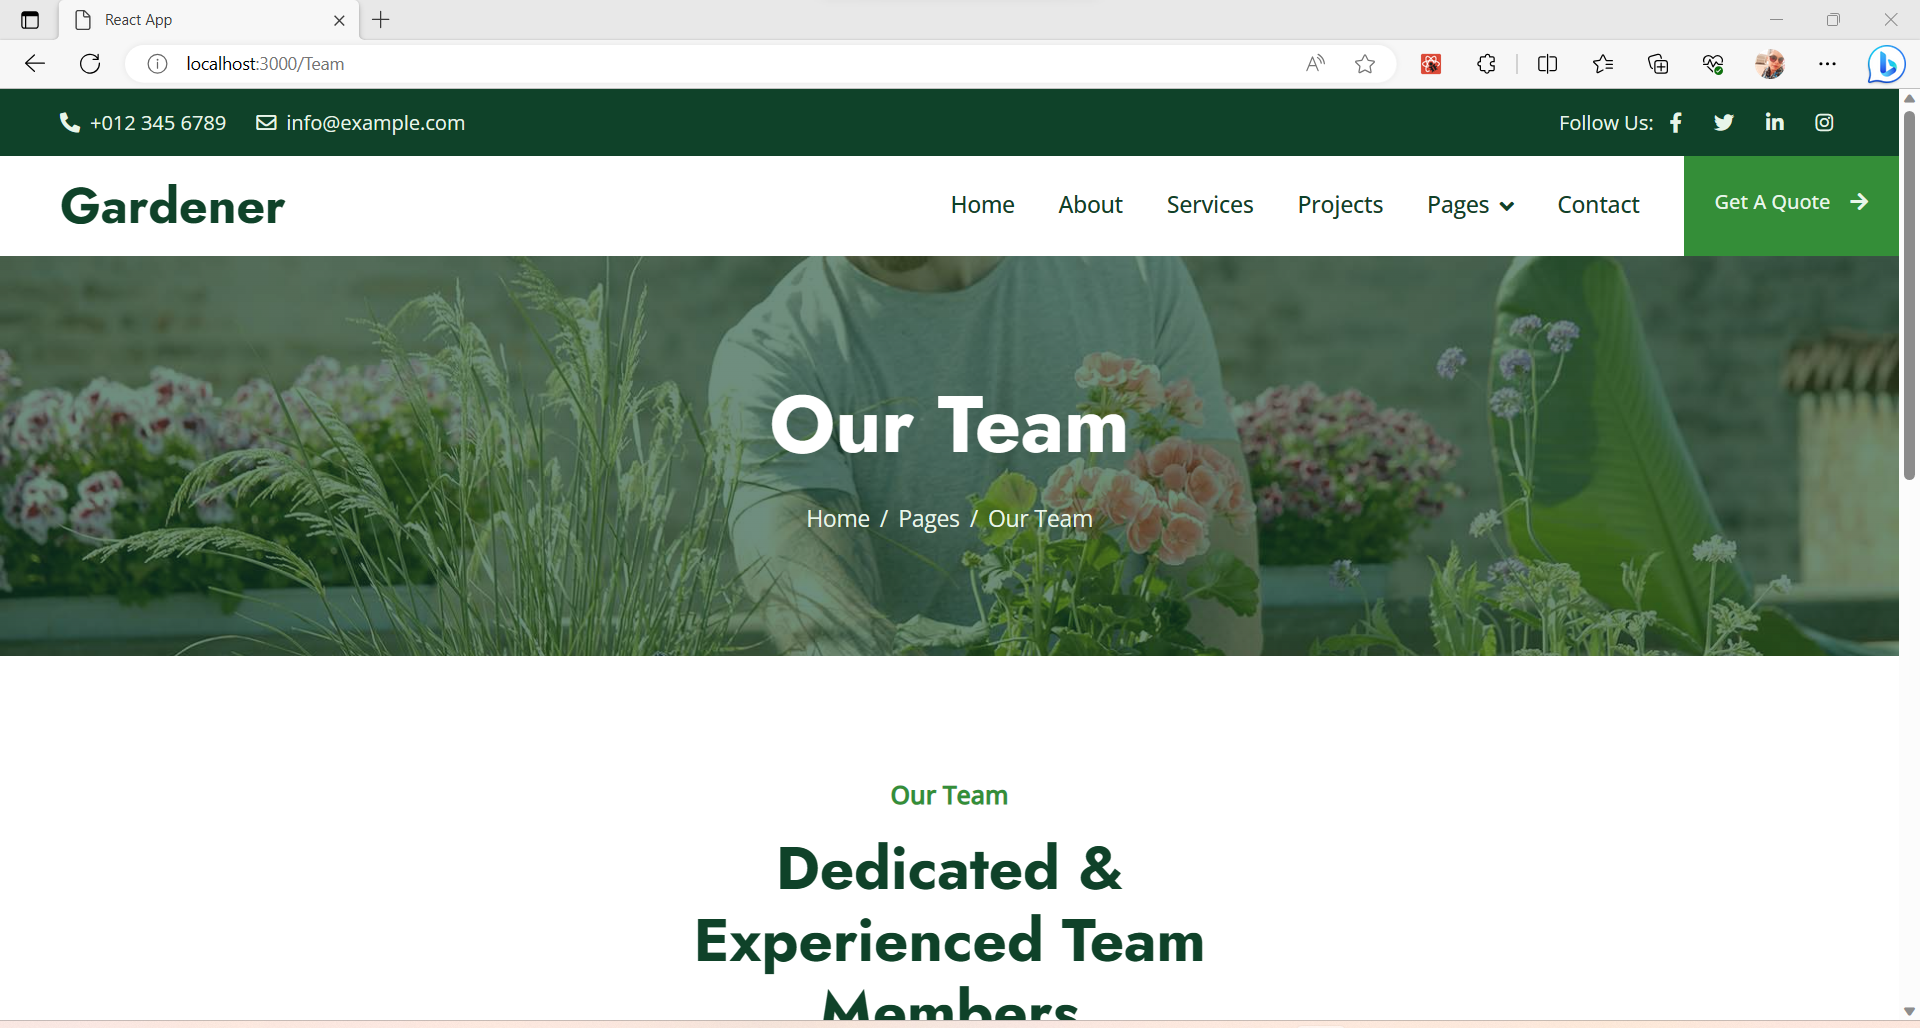 React App
localhost:3000/Team
+012 345 6789 info@example.com Follow Us:
Gardener Home About Services Projects Pages Contact Get A Quote
Our Team
Home / Pages / Our Team
Our Team
Dedicated &
Experienced Team
Members